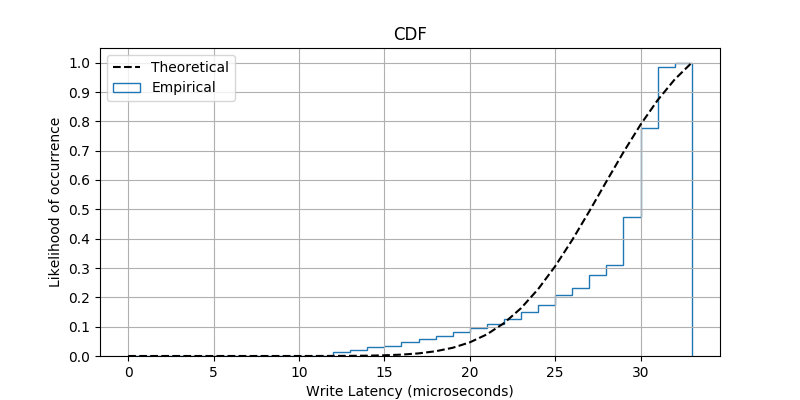 CDF
Theoretical
Empirical
Likelihood of occurrence
1.0
0.9
0.8
0.7
0.6
0.5
0.4
0.3
0.2
0.1
0.0
0 5 10 15 20 25 30
Write Latency (microseconds)